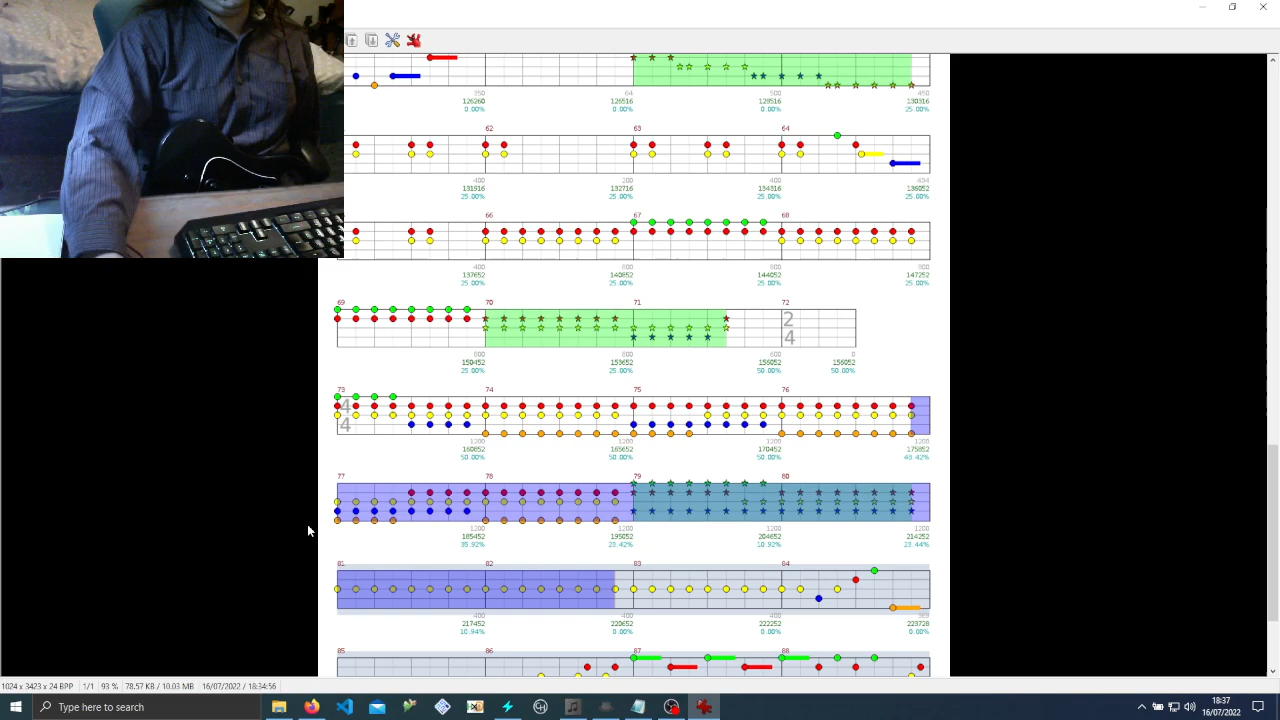 350 64 500 450
126260 126516 128516 130316
0.00% 0.00% 0.00% 25.00%
62 63 64
400 200 400 494
131516 132716 134316 136052
25.00% 25.00% 25.00% 25.00%
66 67 68
400 800 800 800
137652 140852 144052 147252
25.00% 25.00% 25.00% 25.00%
69 70 71 72
2
4
800 800 600 0
150452 153652 156052 156052
25.00% 25.00% 50.00% 50.00%
73 74 75 76
4
4
1200 1200 1200 1200
160852 165652 170452 175852
50.00% 50.00% 50.00% 48.42%
77 78 79 80
1200 1200 1200 1200
185452 195052 204652 214252
35.92% 23.42% 10.92% 23.44%
81 82 83 84
400 400 400
217452 220652 222252 223728
10.94% 0.00% 0.00% 0.00%
85 86 87 88
1024 x 3423 x 24 BPP 1/1 93 % 78.57 KB / 10.03 MB 16/07/2022 / 18:34:56
Type here to search
18:37
16/07/2022